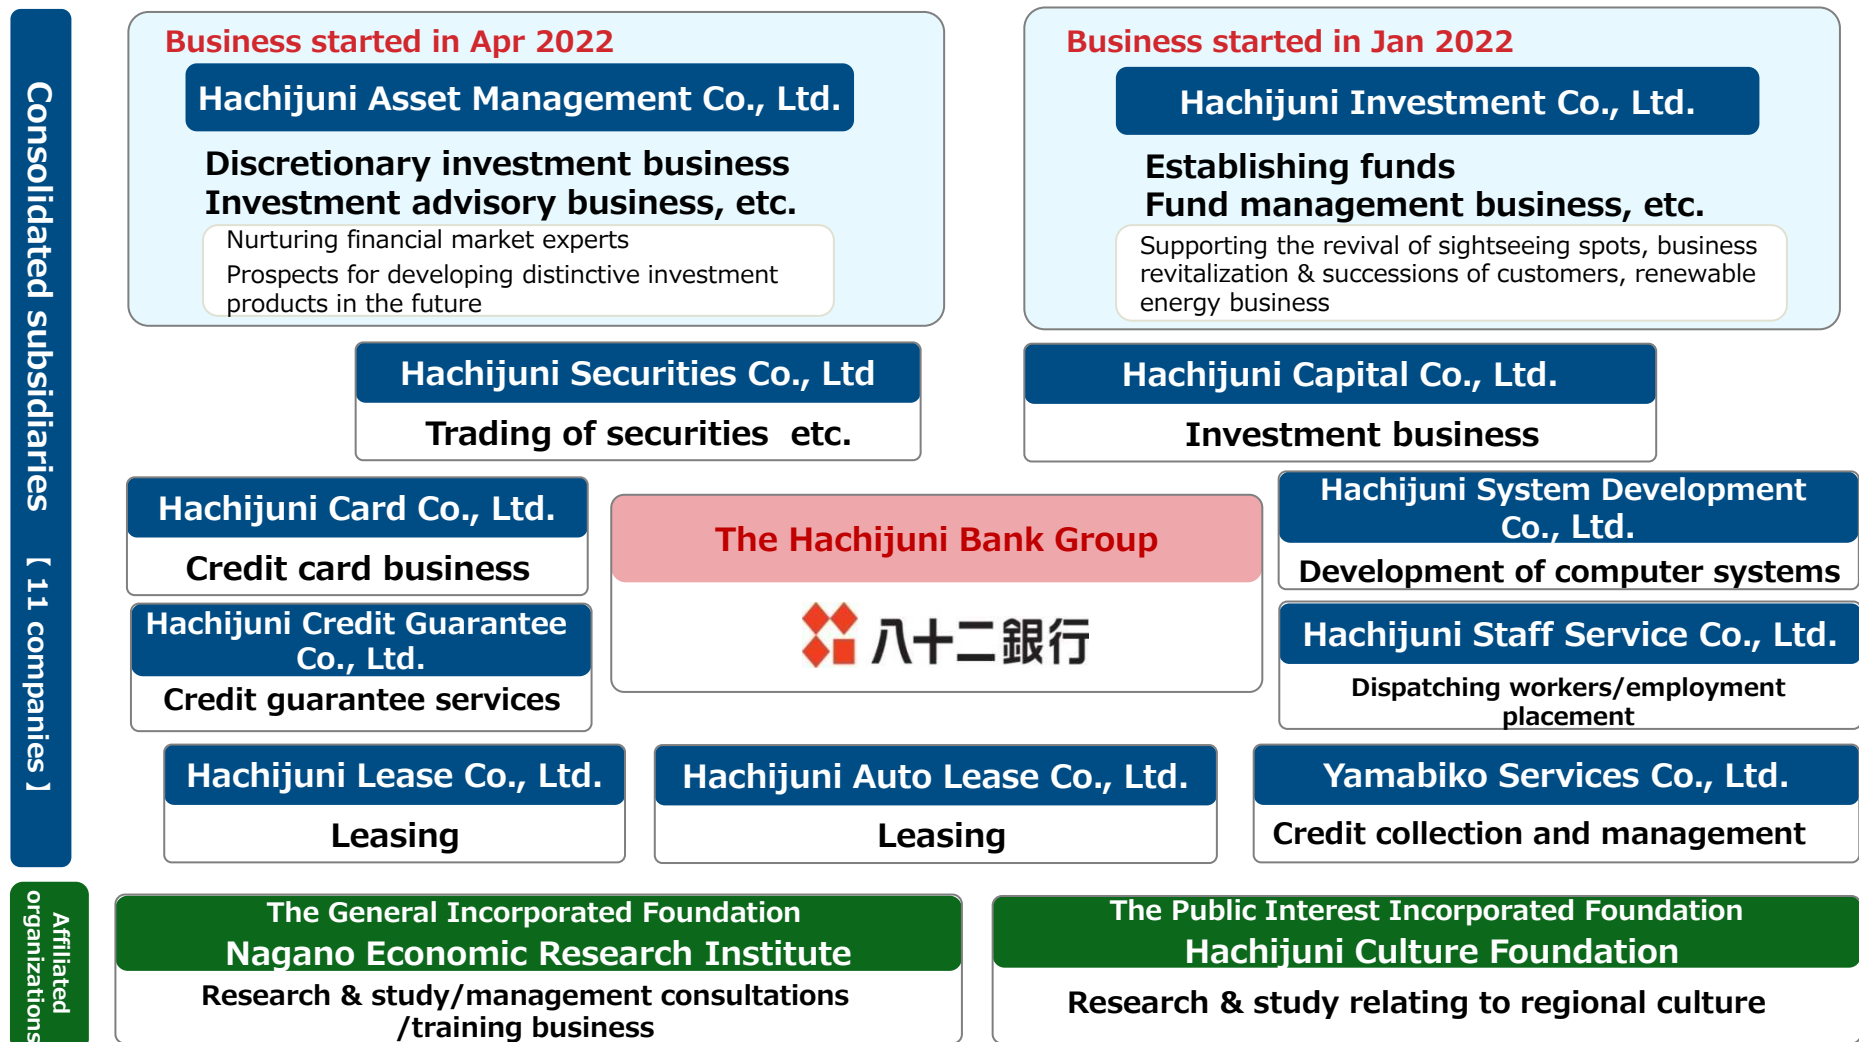 Consolidated subsidiaries 【 11 companies 】
Business started in Apr 2022
Hachijuni Asset Management Co., Ltd.
Discretionary investment business
Investment advisory business, etc.
Nurturing financial market experts
Prospects for developing distinctive investment
products in the future
Business started in Jan 2022
Hachijuni Investment Co., Ltd.
Establishing funds
Fund management business, etc.
Supporting the revival of sightseeing spots, business
revitalization & successions of customers, renewable
energy business
Hachijuni Securities Co., Ltd
Trading of securities  etc.
Hachijuni Capital Co., Ltd.
Investment business
Hachijuni Card Co., Ltd.
Credit card business
The Hachijuni Bank Group
八十二銀行
Hachijuni System Development
Co., Ltd.
Development of computer systems
Hachijuni Credit Guarantee
Co., Ltd.
Credit guarantee services
Hachijuni Staff Service Co., Ltd.
Dispatching workers/employment
placement
Hachijuni Lease Co., Ltd.
Leasing
Hachijuni Auto Lease Co., Ltd.
Leasing
Yamabiko Services Co., Ltd.
Credit collection and management
Affiliated
organizations
The General Incorporated Foundation
Nagano Economic Research Institute
Research & study/management consultations
/training business
The Public Interest Incorporated Foundation
Hachijuni Culture Foundation
Research & study relating to regional culture